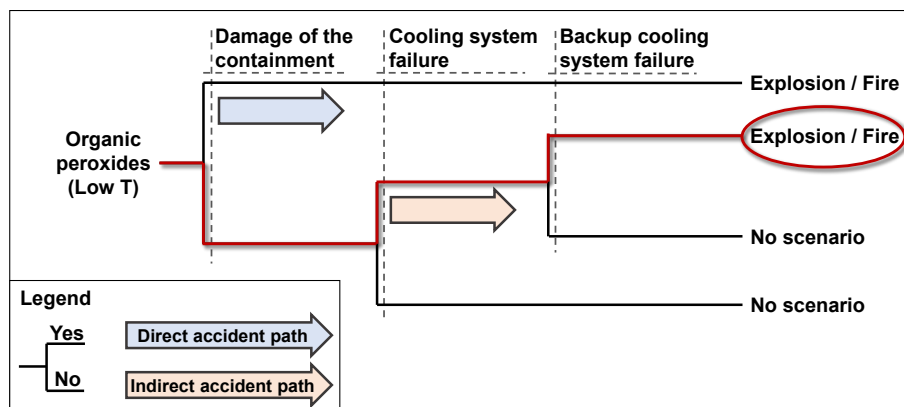 Damage of the
containment
Cooling system
failure
Backup cooling
system failure
Explosion / Fire
Organic
peroxides
(Low T)
Explosion / Fire
No scenario
No scenario
Legend
Yes
No
Direct accident path
Indirect accident path